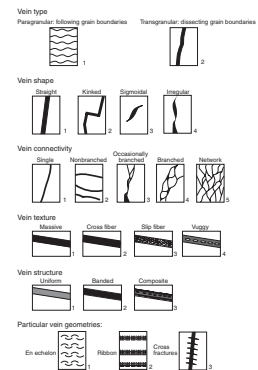 Vein type
Paragranular: following grain boundaries
Transgranular: dissecting grain boundaries
1
2
Vein shape
Straight
Kinked
Sigmoidal
Irregular
1
2
3
4
Vein connectivity
Single
Nonbranched
Occasionally
branched
Branched
Network
1
2
3
4
5
Vein texture
Massive
Cross fiber
Slip fiber
Vuggy
1
2
3
4
Vein structure
Uniform
Banded
Composite
1
2
3
Particular vein geometries:
En echelon
1
Ribbon
2
Cross
fractures
3